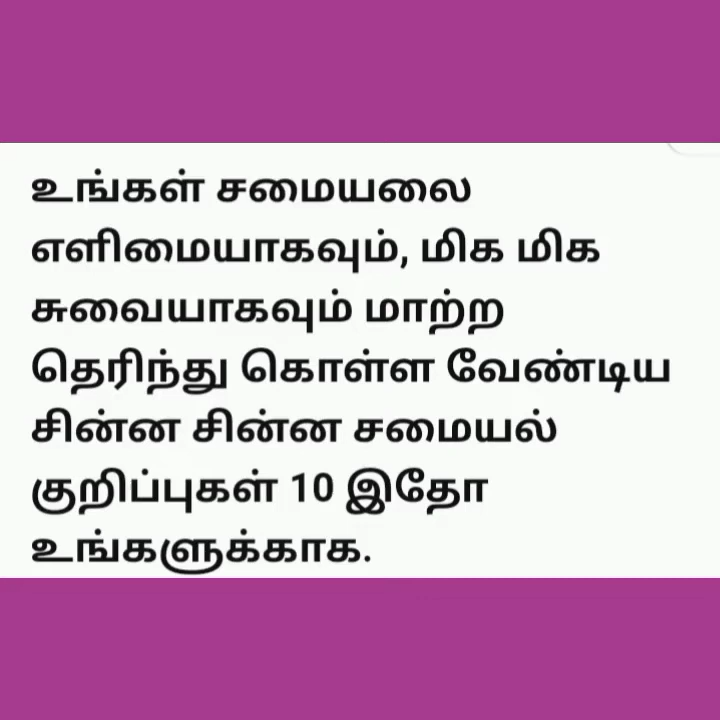 உங்கள் சமையலை
எளிமையாகவும், மிக மிக
சுவையாகவும் மாற்ற
தெரிந்து கொள்ள வேண்டிய
சின்ன சின்ன சமையல்
குறிப்புகள் 10 இதோ
உங்களுக்காக.